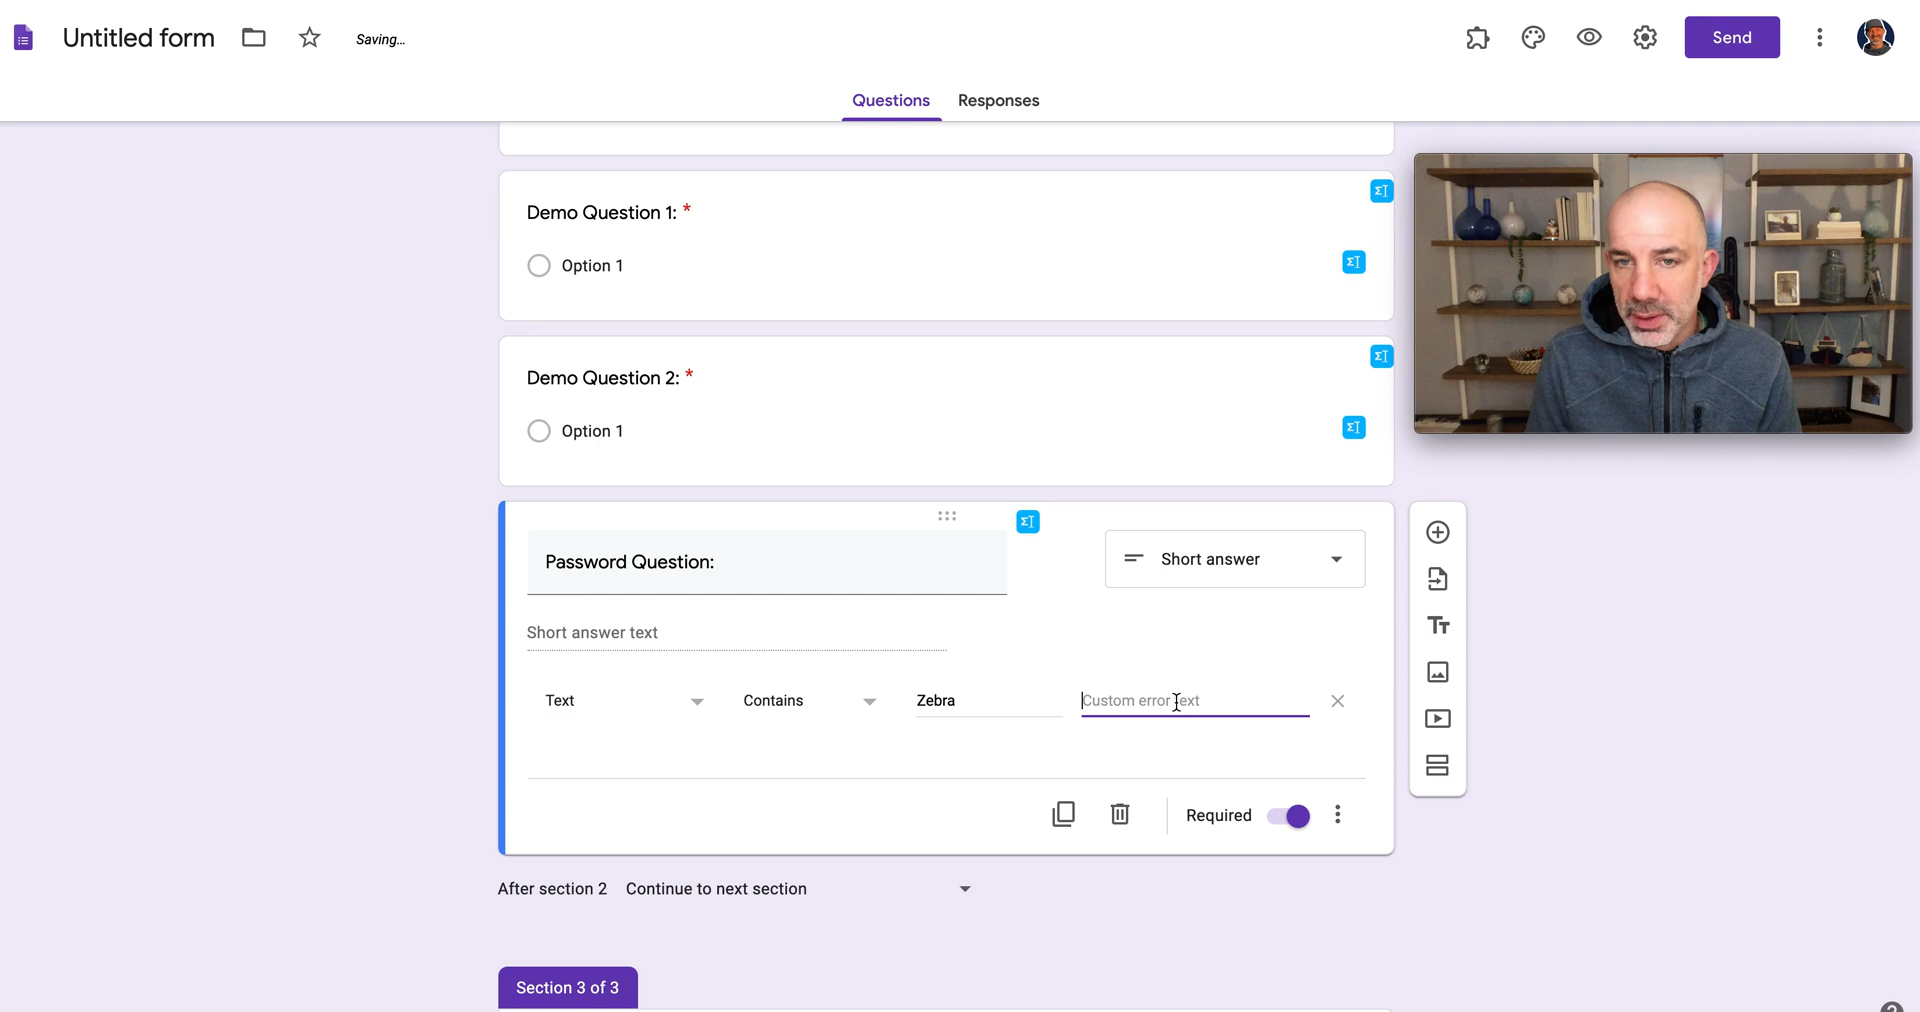 Untitled form
Saving...
Send
Questions
Responses
Demo Question 1: *
Option 1
Demo Question 2: *
Option 1
Password Question:
Short answer
Short answer text
Text
Contains
Zebra
Custom error text
Required
After section 2 Continue to next section
Section 3 of 3